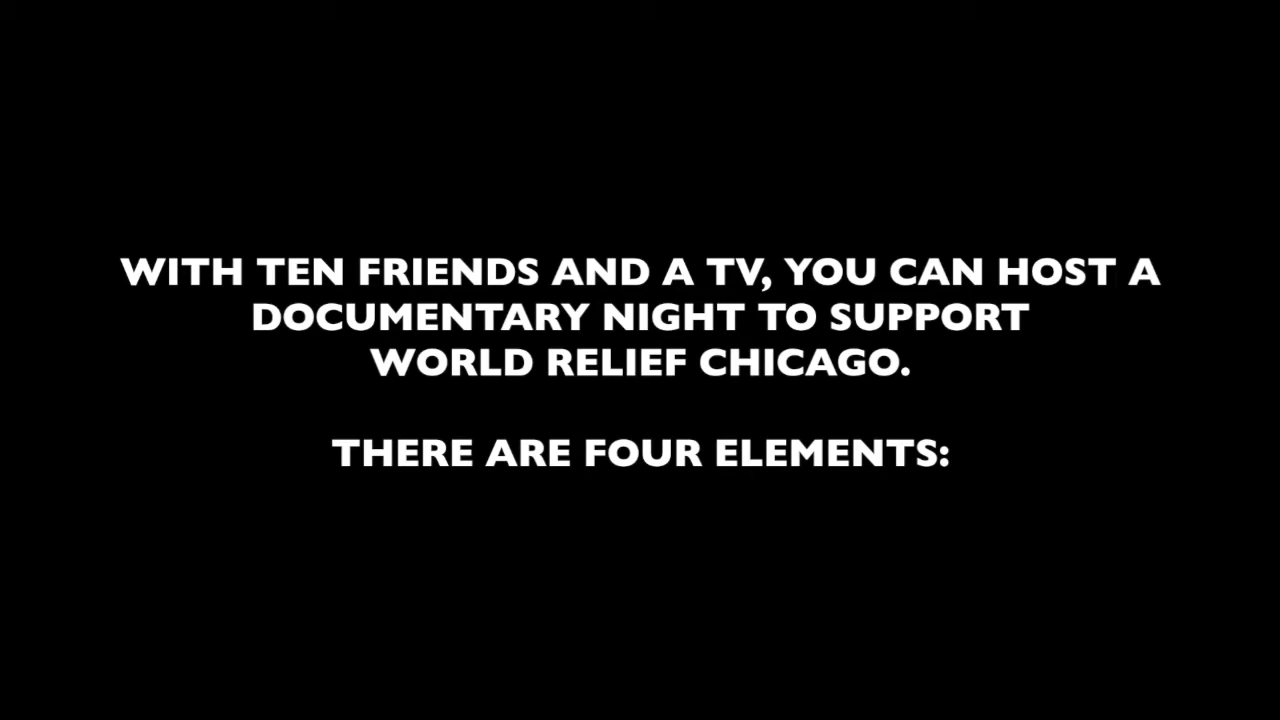 WITH TEN FRIENDS AND A TV, YOU CAN HOST A
DOCUMENTARY NIGHT TO SUPPORT
WORLD RELIEF CHICAGO.
THERE ARE FOUR ELEMENTS: